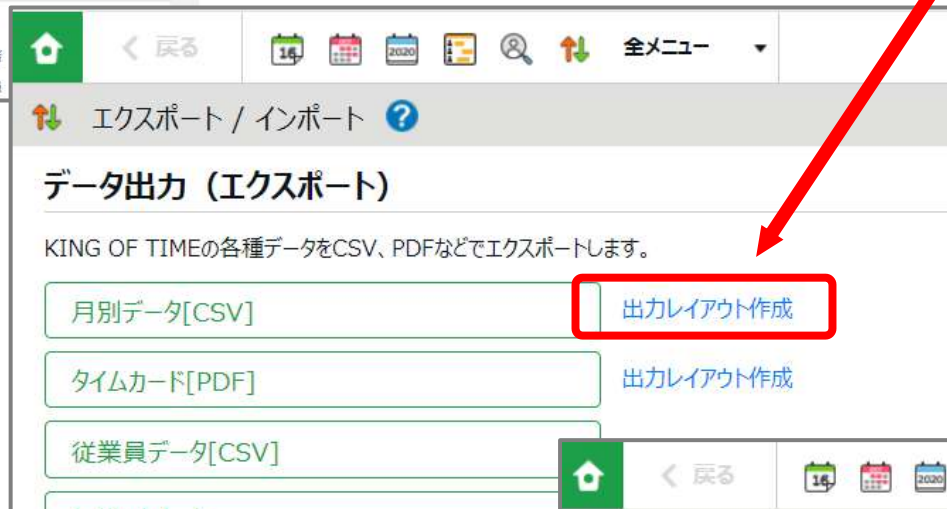 戻る 16 2020 全メニュー
エクスポート / インポート ?
データ出力（エクスポート）
KING OF TIMEの各種データをCSV、PDFなどでエクスポートします。
月別データ[CSV] 出力レイアウト作成
タイムカード[PDF] 出力レイアウト作成
従業員データ[CSV]
戻る 16 2020